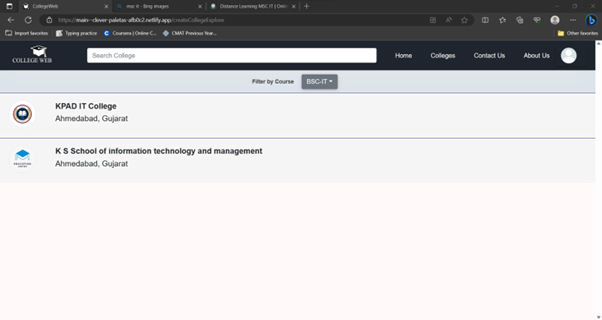 CollegeWeb
msc it - Bing images
Distance Learning MSC IT | Onli
https://main--clever-paletas-afb0c2.netlify.app/createCollegeExplore
Import favorites
Typing practice
Coursera | Online C...
CMAT Previous Year...
Other favorites
COLLEGE WEB
Search College
Home
Colleges
Contact Us
About Us
Filter by Course
BSC-IT
KPAD IT College
Ahmedabad, Gujarat
K S School of information technology and management
Ahmedabad, Gujarat